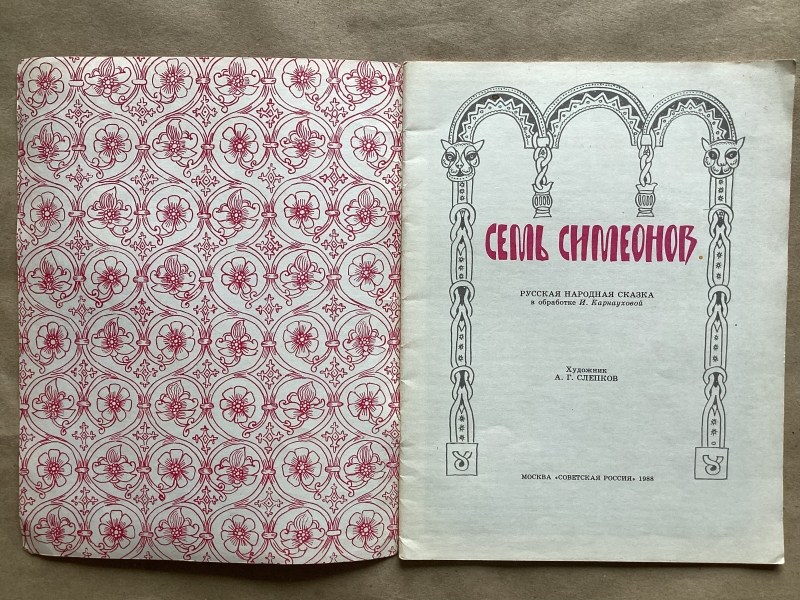 СЕМЬ СИМЕОНОВ
РУССКАЯ НАРОДНАЯ СКАЗКА
в обработке И. Карнауховой
Художник
А. Г. СЛЕПКОВ
МОСКВА «СОВЕТСКАЯ РОССИЯ» 1988